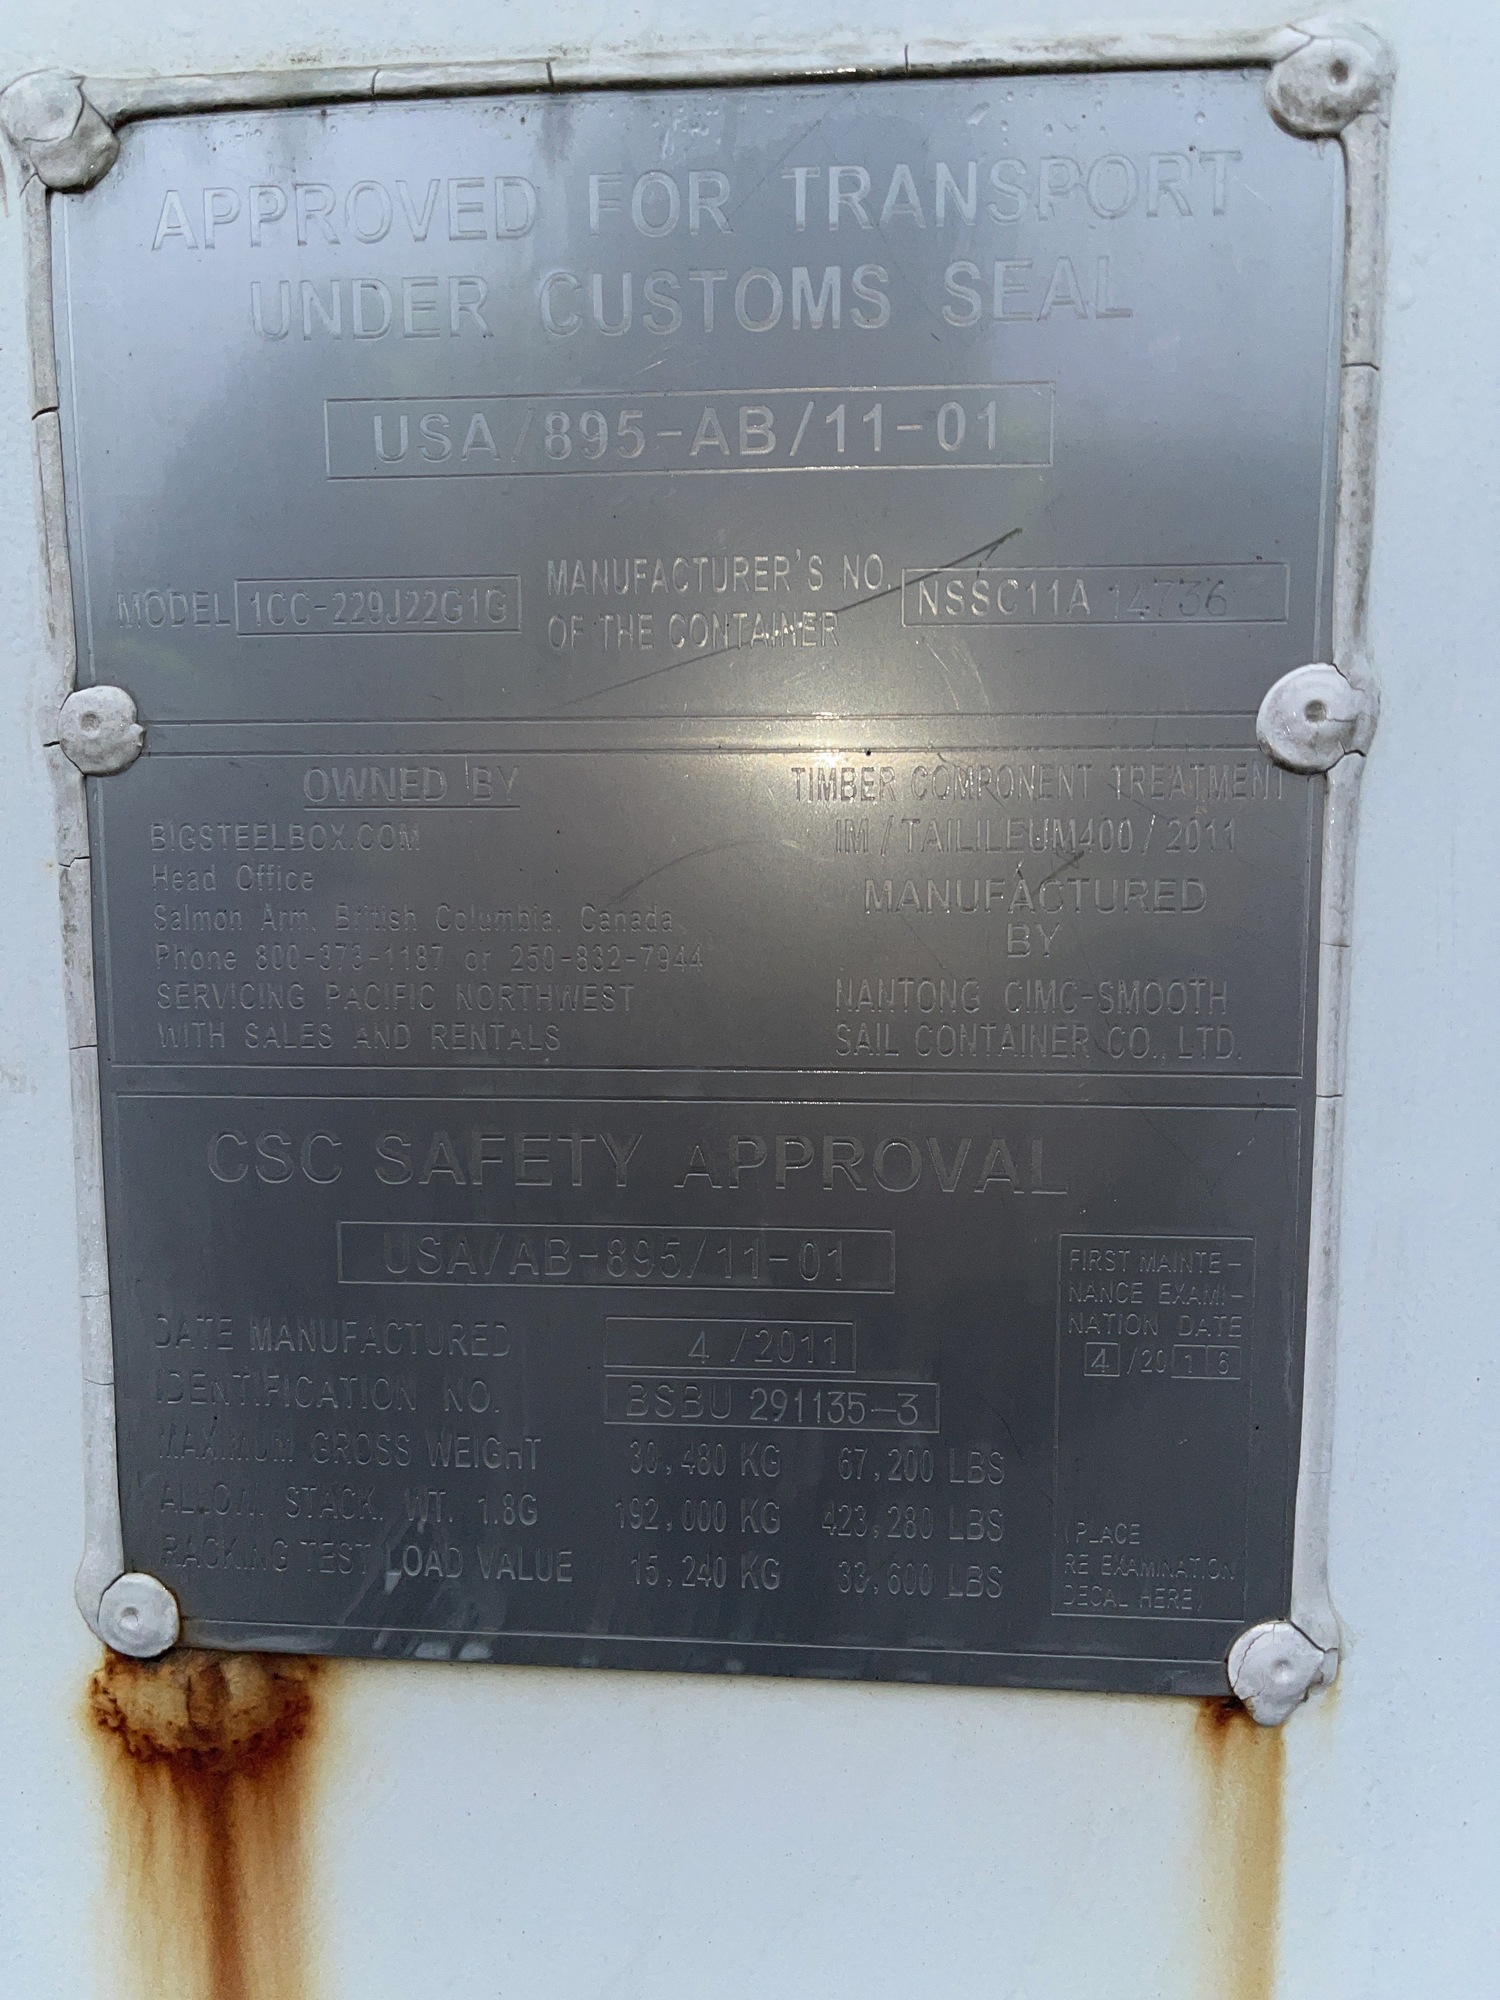 APPROVED FOR TRANSPORT
UNDER CUSTOMS SEAL
USA/895-AB/11-01
MODEL 1CC-229J22G1G
MANUFACTURER'S NO.
OF THE CONTAINER
NSSC11A 14736
OWNED BY
BIGSTEELBOX.COM
Head Office
Salmon Arm, British Columbia, Canada
Phone 800-373-1187 or 250-832-7944
SERVICING PACIFIC NORTHWEST
WITH SALES AND RENTALS
TIMBER COMPONENT TREATMENT
IM/TAILILEUM400/2011
MANUFACTURED
BY
NANTONG CIMC-SMOOTH
SAIL CONTAINER CO., LTD.
CSC SAFETY APPROVAL
USA/AB-895/11-01
DATE MANUFACTURED 4/2011
IDENTIFICATION NO. BSBU 291135-3
MAXIMUM GROSS WEIGHT 30,480 KG 67,200 LBS
ALLOW. STACK. WT. 1.8G 192,000 KG 423,280 LBS
RACKING TEST LOAD VALUE 15,240 KG 33,600 LBS
FIRST MAINTE-
NANCE EXAMI-
NATION DATE
4/2016
(PLACE
RE EXAMINATION
DECAL HERE)